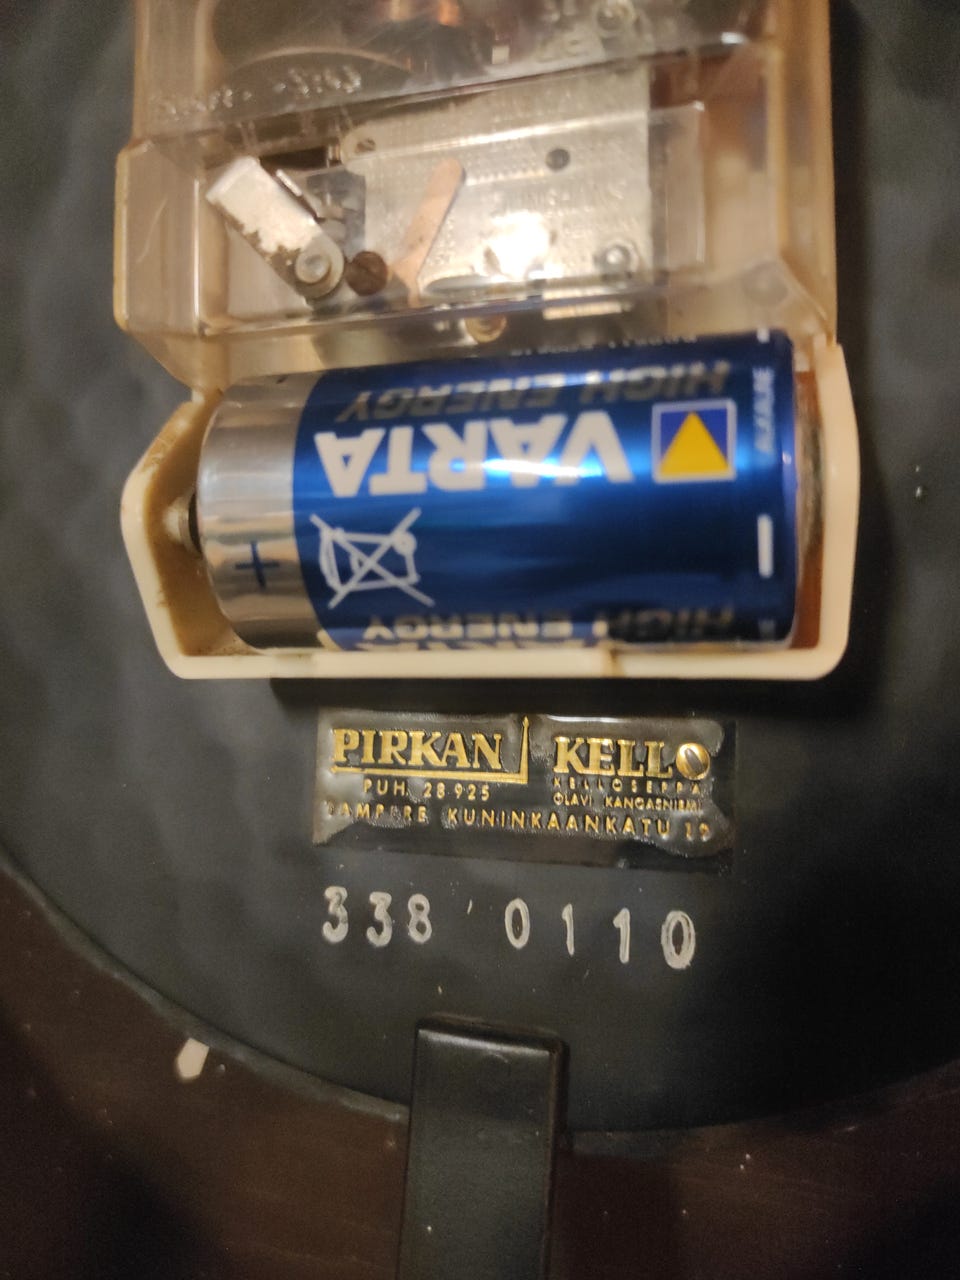 HIGH ENERGY
VARTA
+
HIGH ENERGY
PIRKAN KELLO
PUH. 28 925
KELLOSEPPÄ
OLAVI KANGASNIEMI
TAMPERE KUNINKAANKATU 19
338 0110